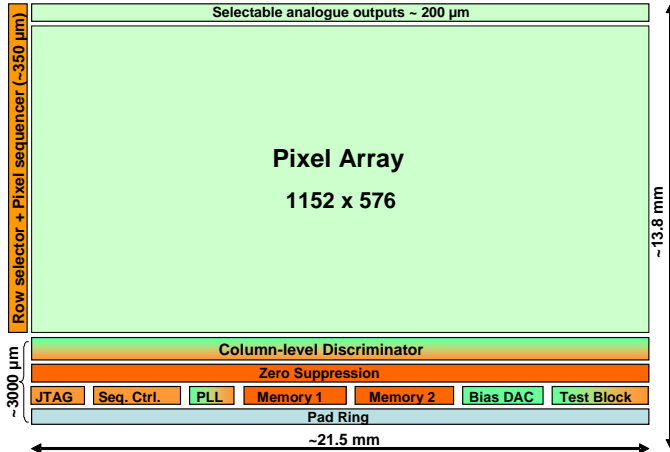 Selectable analogue outputs ~ 200 µm
Row selector + Pixel sequencer (~350 µm)
Pixel Array
1152 x 576
~13.8 mm
~3000 µm
Column-level Discriminator
Zero Suppression
JTAG
Seq. Ctrl.
PLL
Memory 1
Memory 2
Bias DAC
Test Block
Pad Ring
~21.5 mm